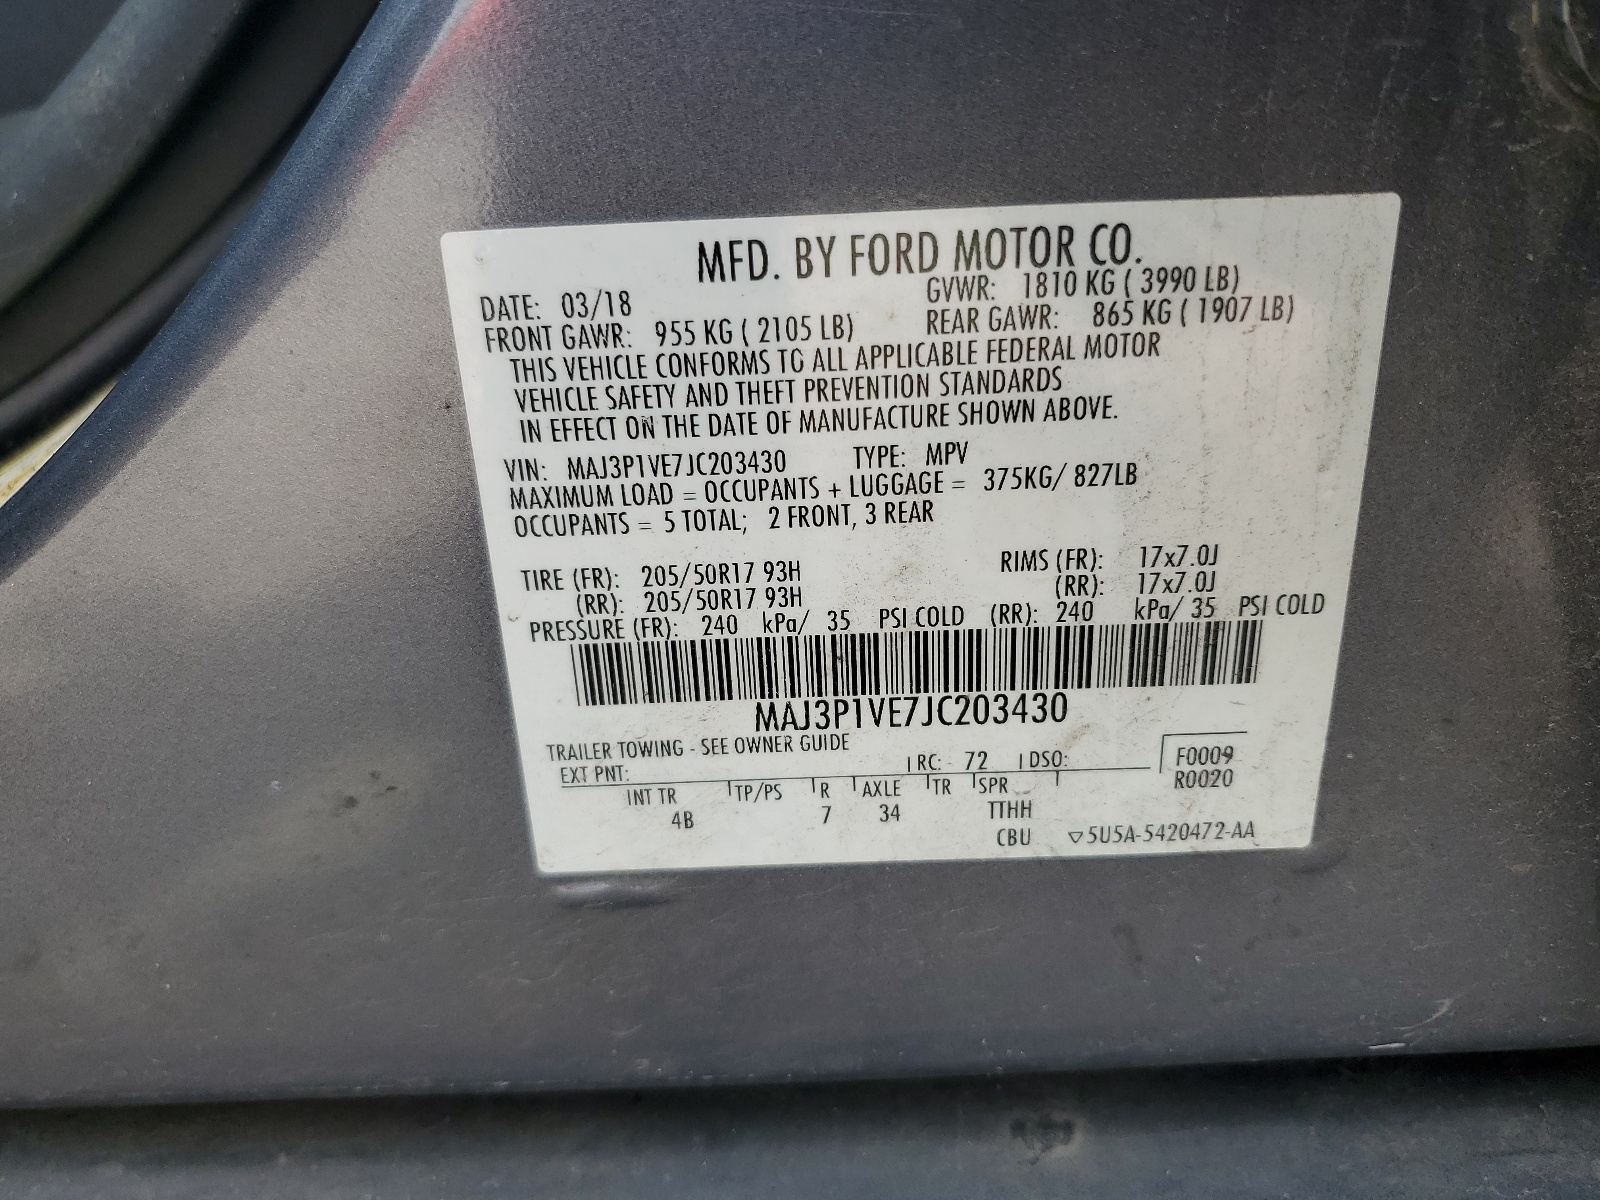 MFD. BY FORD MOTOR CO.
DATE: 03/18 GVWR: 1810 KG ( 3990 LB)
FRONT GAWR: 955 KG ( 2105 LB) REAR GAWR: 865 KG ( 1907 LB)
THIS VEHICLE CONFORMS TO ALL APPLICABLE FEDERAL MOTOR
VEHICLE SAFETY AND THEFT PREVENTION STANDARDS
IN EFFECT ON THE DATE OF MANUFACTURE SHOWN ABOVE.
VIN: MAJ3P1VE7JC203430 TYPE: MPV
MAXIMUM LOAD = OCCUPANTS + LUGGAGE = 375KG/ 827LB
OCCUPANTS = 5 TOTAL; 2 FRONT, 3 REAR
TIRE (FR): 205/50R17 93H RIMS (FR): 17x7.0J
(RR): 205/50R17 93H (RR): 17x7.0J
PRESSURE (FR): 240 kPa/ 35 PSI COLD (RR): 240 kPa/ 35 PSI COLD
MAJ3P1VE7JC203430
TRAILER TOWING - SEE OWNER GUIDE
EXT PNT: RC: 72 DSO: F0009
R0020
INT TR TP/PS R AXLE TR SPR
4B 7 34 TTHH
CBU ▽5U5A-5420472-AA